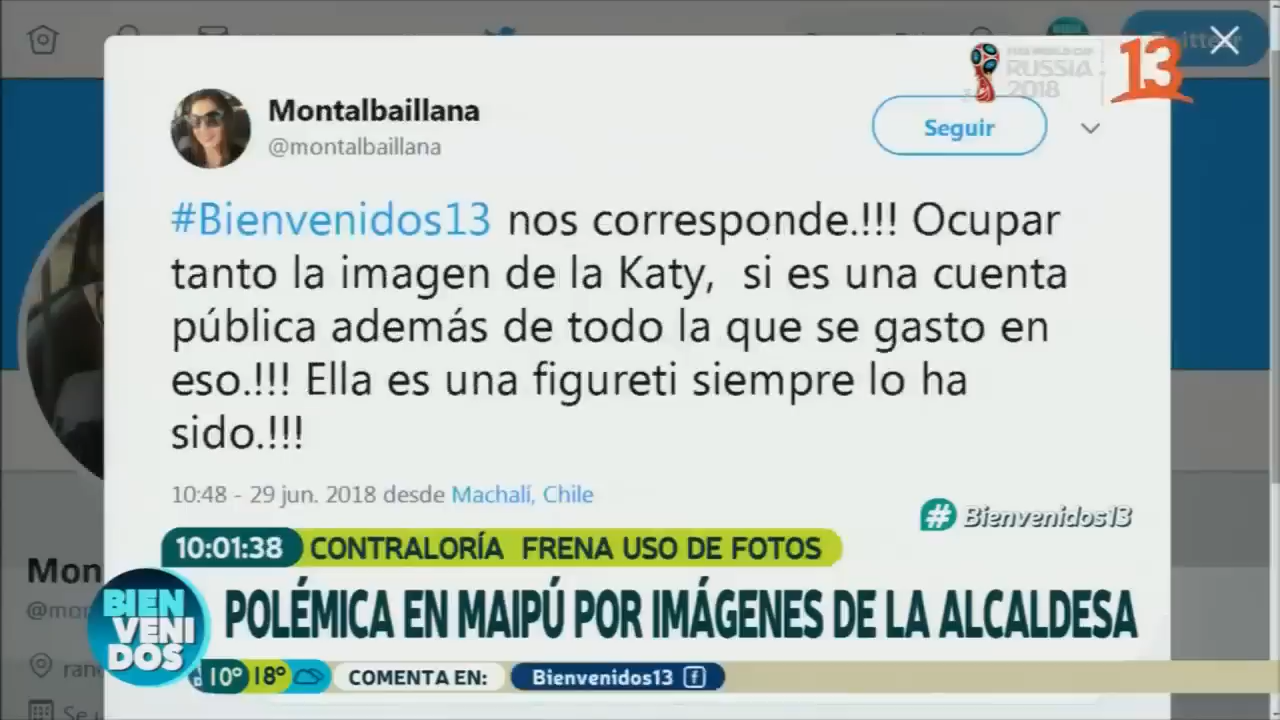 FIFA WORLD CUP
RUSSIA
2018
13
Montalbaillana
@montalbaillana
Seguir
#Bienvenidos13 nos corresponde.!!! Ocupar
tanto la imagen de la Katy,  si es una cuenta
pública además de todo la que se gasto en
eso.!!! Ella es una figureti siempre lo ha
sido.!!!
10:48 - 29 jun. 2018 desde Machalí, Chile
# Bienvenidos13
10:01:38 CONTRALORÍA  FRENA USO DE FOTOS
POLÉMICA EN MAIPÚ POR IMÁGENES DE LA ALCALDESA
BIEN
VENI
DOS
10° 18° COMENTA EN: Bienvenidos13 f
Mon